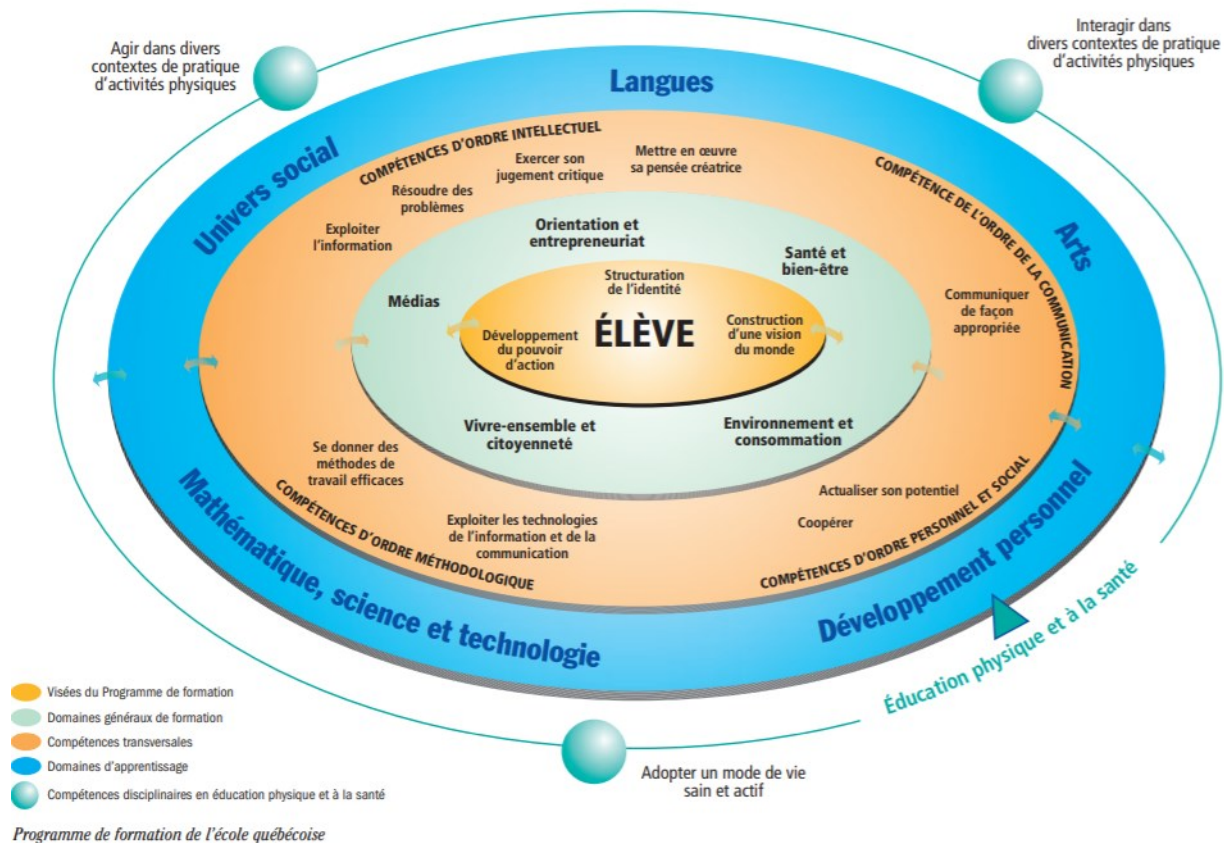 Agir dans divers
contextes de pratique
d'activités physiques
Interagir dans
divers contextes de pratique
d'activités physiques
Langues
Univers social
Arts
COMPÉTENCES D'ORDRE INTELLECTUEL
Exploiter
l'information
Résoudre des
problèmes
Exercer son
jugement critique
Mettre en œuvre
sa pensée créatrice
COMPÉTENCE DE L'ORDRE DE LA COMMUNICATION
Communiquer
de façon
appropriée
Orientation et
entrepreneuriat
Santé et
bien-être
Médias
Structuration
de l'identité
ÉLÈVE
Développement
du pouvoir
d'action
Construction
d'une vision
du monde
Vivre-ensemble et
citoyenneté
Environnement et
consommation
Se donner des
méthodes de
travail efficaces
Exploiter les technologies
de l'information et de la
communication
COMPÉTENCES D'ORDRE MÉTHODOLOGIQUE
Actualiser son potentiel
Coopérer
COMPÉTENCES D'ORDRE PERSONNEL ET SOCIAL
Mathématique, science et technologie
Développement personnel
Éducation physique et à la santé
Adopter un mode de vie
sain et actif
Visées du Programme de formation
Domaines généraux de formation
Compétences transversales
Domaines d'apprentissage
Compétences disciplinaires en éducation physique et à la santé
Programme de formation de l'école québécoise